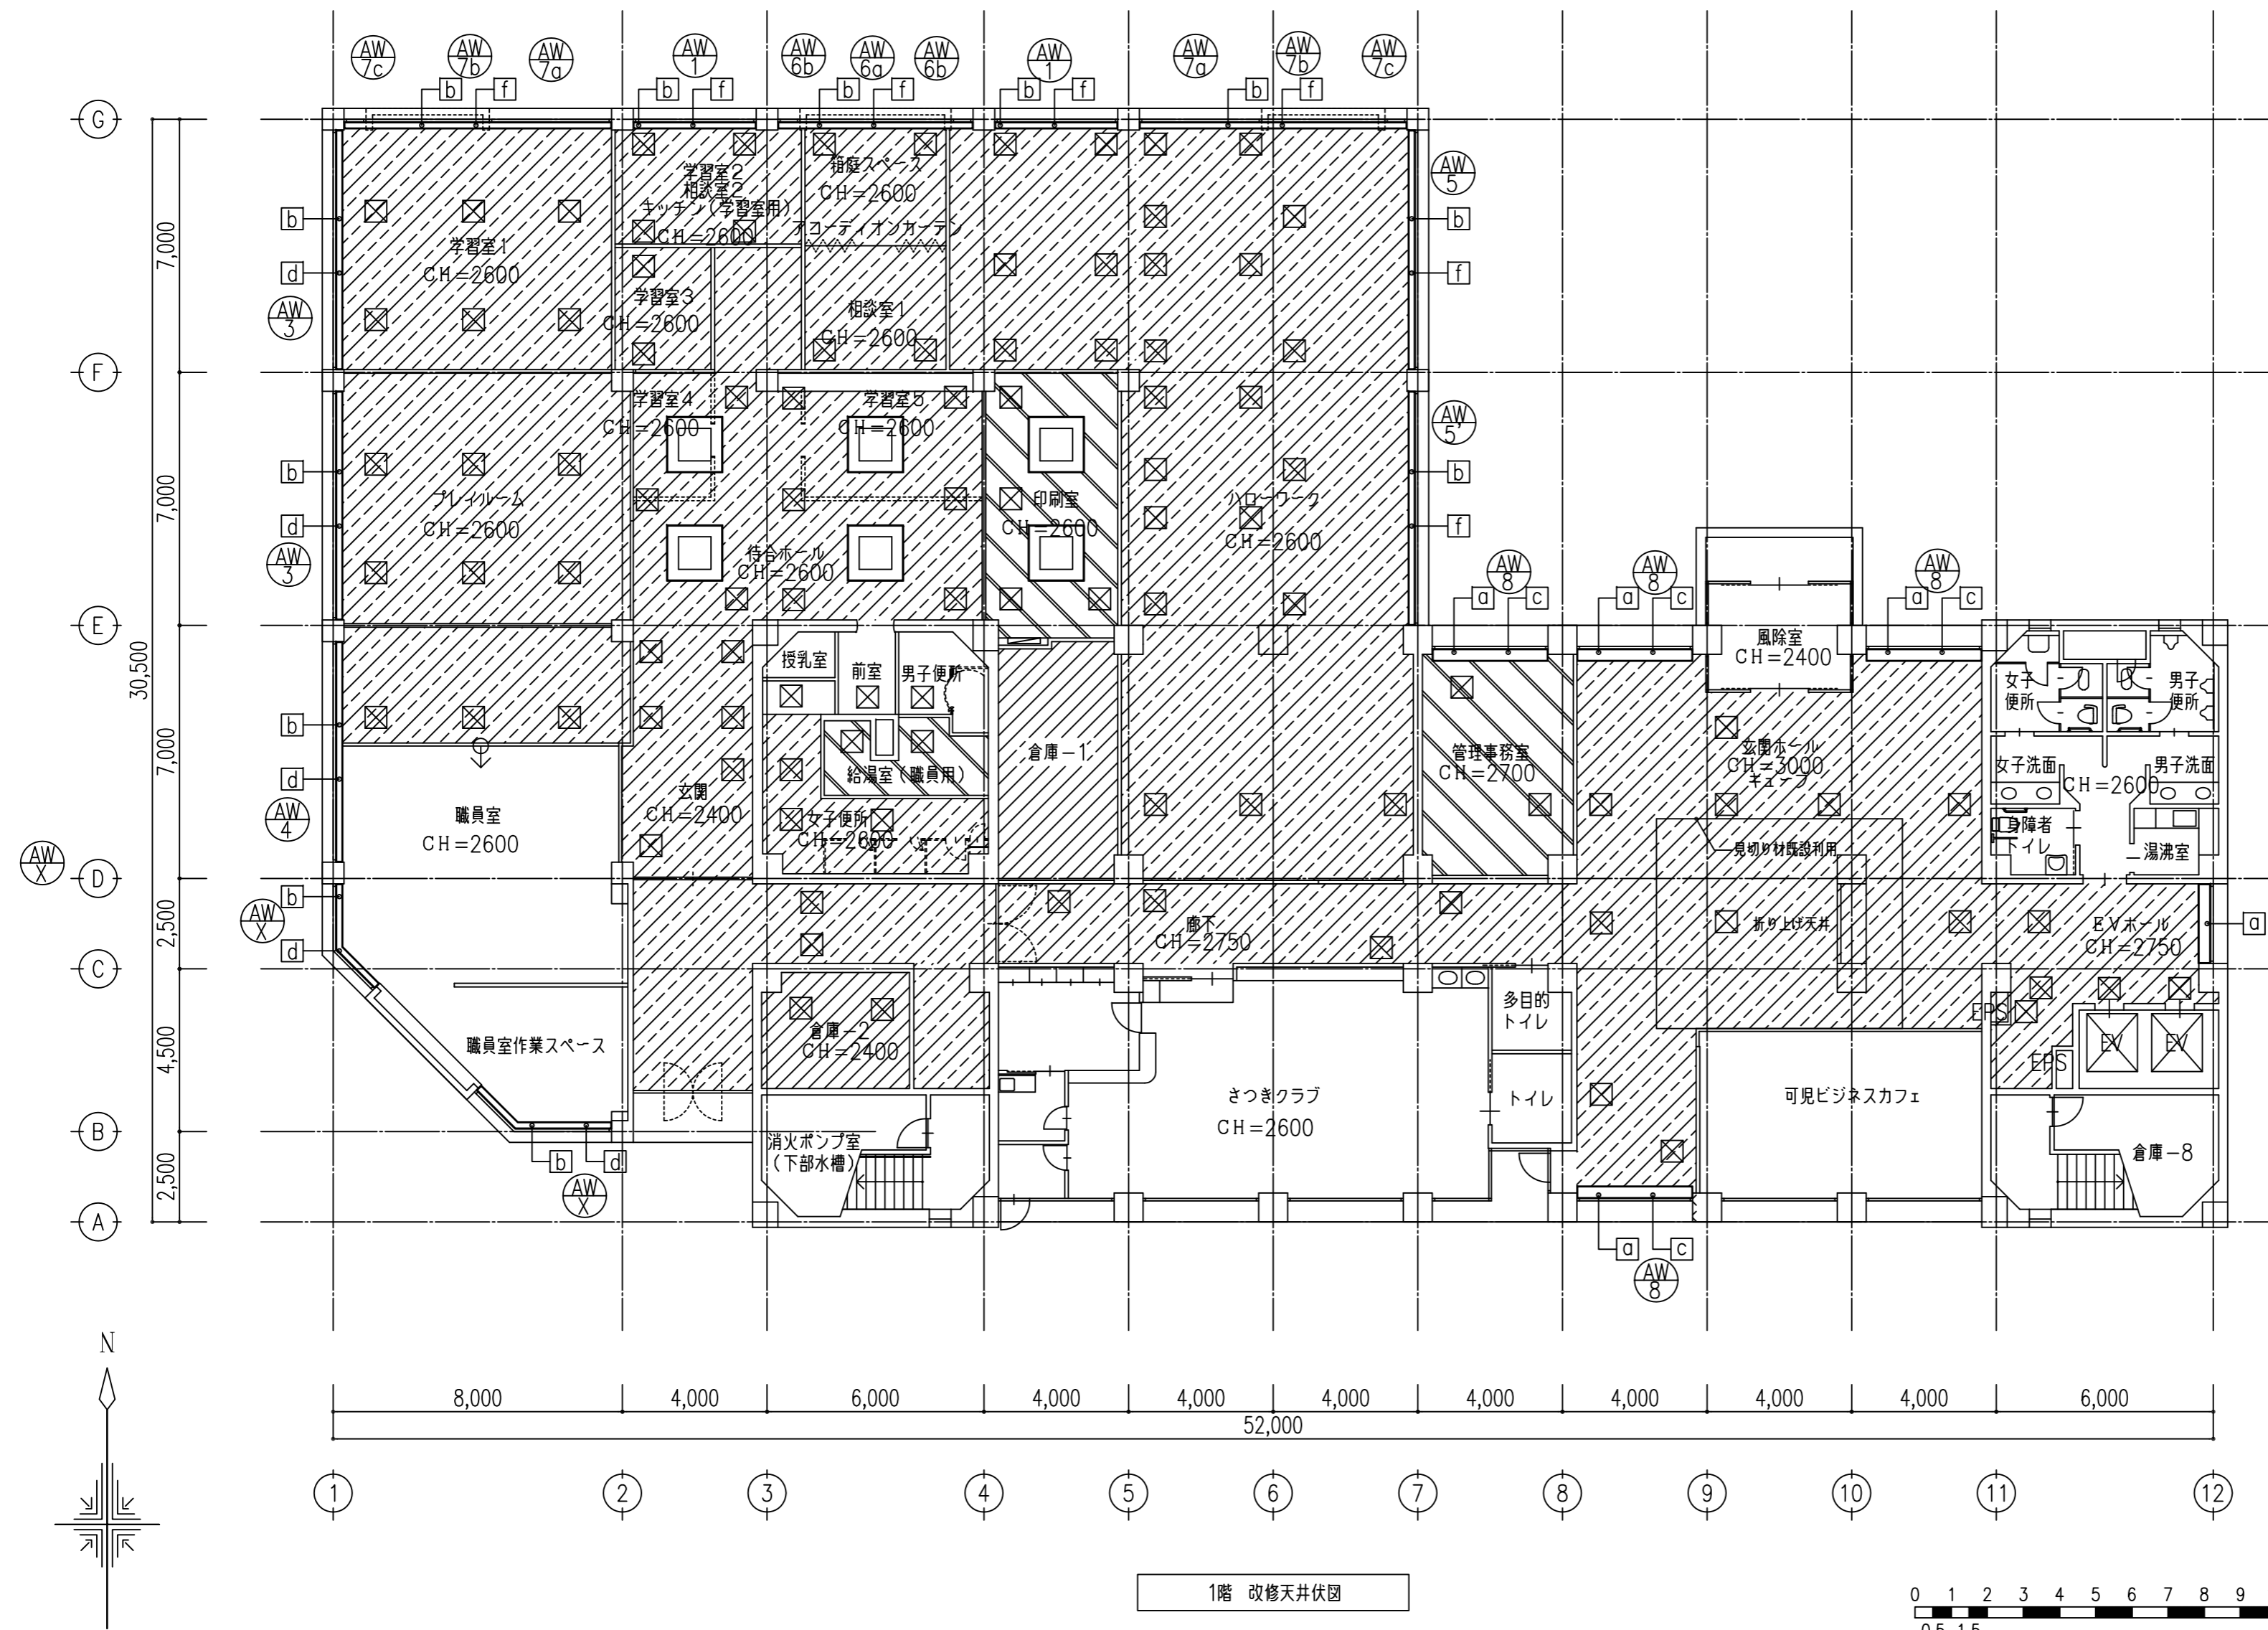 AW 7c
AW 7b
AW 7a
AW 1
AW 6b
AW 6a
AW 6b
AW 1
AW 7a
AW 7b
AW 7c
b f
b f
b f
b f
b f
G
学習室2
相談室2
キッチン(学習室用)
CH=2600
箱庭スペース
CH=2600
アコーディオンカーテン
AW 5
b
f
7,000
b
d
AW 3
学習室1
CH=2600
学習室3
CH=2600
相談室1
CH=2600
F
学習室4
CH=2600
学習室5
CH=2600
AW 5'
b
f
7,000
b
d
AW 3
プレイルーム
CH=2600
印刷室
CH=2600
ハローワーク
CH=2600
待合ホール
CH=2600
AW 8
AW 8
AW 8
a c
a c
a c
E
30,500
風除室
CH=2400
授乳室
前室
男子便所
女子
便所
男子
便所
7,000
b
d
AW 4
職員室
CH=2600
玄関
CH=2400
給湯室(職員用)
女子便所
CH=2600
倉庫-1
管理事務室
CH=2700
玄関ホール
CH=3000
キューブ
女子洗面
男子洗面
CH=2600
身障者
トイレ
湯沸室
見切り材既設利用
AW X
D
2,500
b
AW X
d
廊下
CH=2750
折り上げ天井
EVホール
CH=2750
a
C
4,500
職員室作業スペース
倉庫-2
CH=2400
多目的
トイレ
トイレ
さつきクラブ
CH=2600
可児ビジネスカフェ
EPS
EPS
EV
EV
B
2,500
b d
AW X
消火ポンプ室
(下部水槽)
倉庫-8
A
a c
AW 8
N
8,000 4,000 6,000 4,000 4,000 4,000 4,000 4,000 4,000 4,000 6,000
52,000
1 2 3 4 5 6 7 8 9 10 11 12
1階 改修天井伏図
0 1 2 3 4 5 6 7 8 9
0.5 1.5